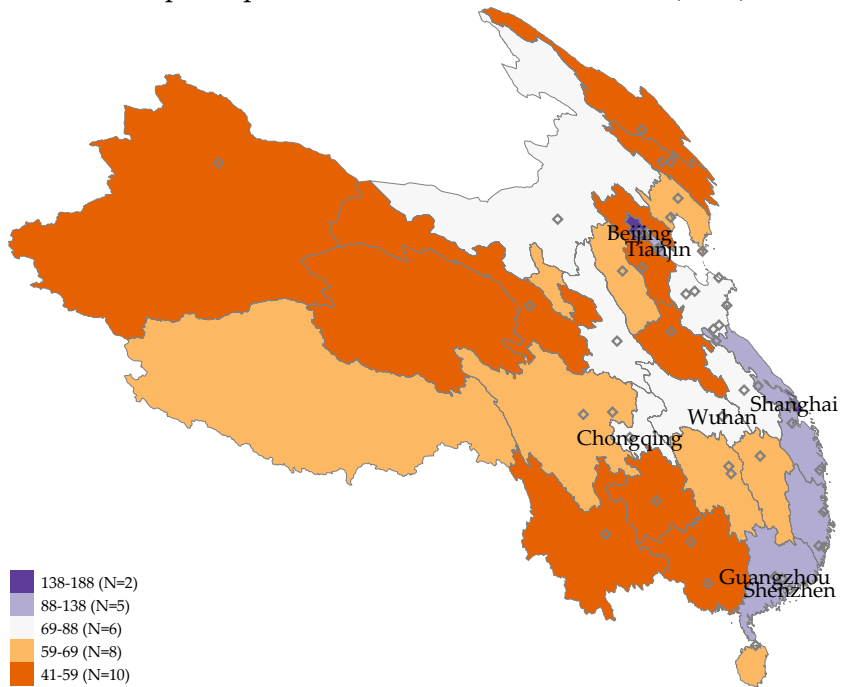 Beijing
Tianjin
Shanghai
Wuhan
Chongqing
Guangzhou
Shenzhen
138-188 (N=2)
88-138 (N=5)
69-88 (N=6)
59-69 (N=8)
41-59 (N=10)